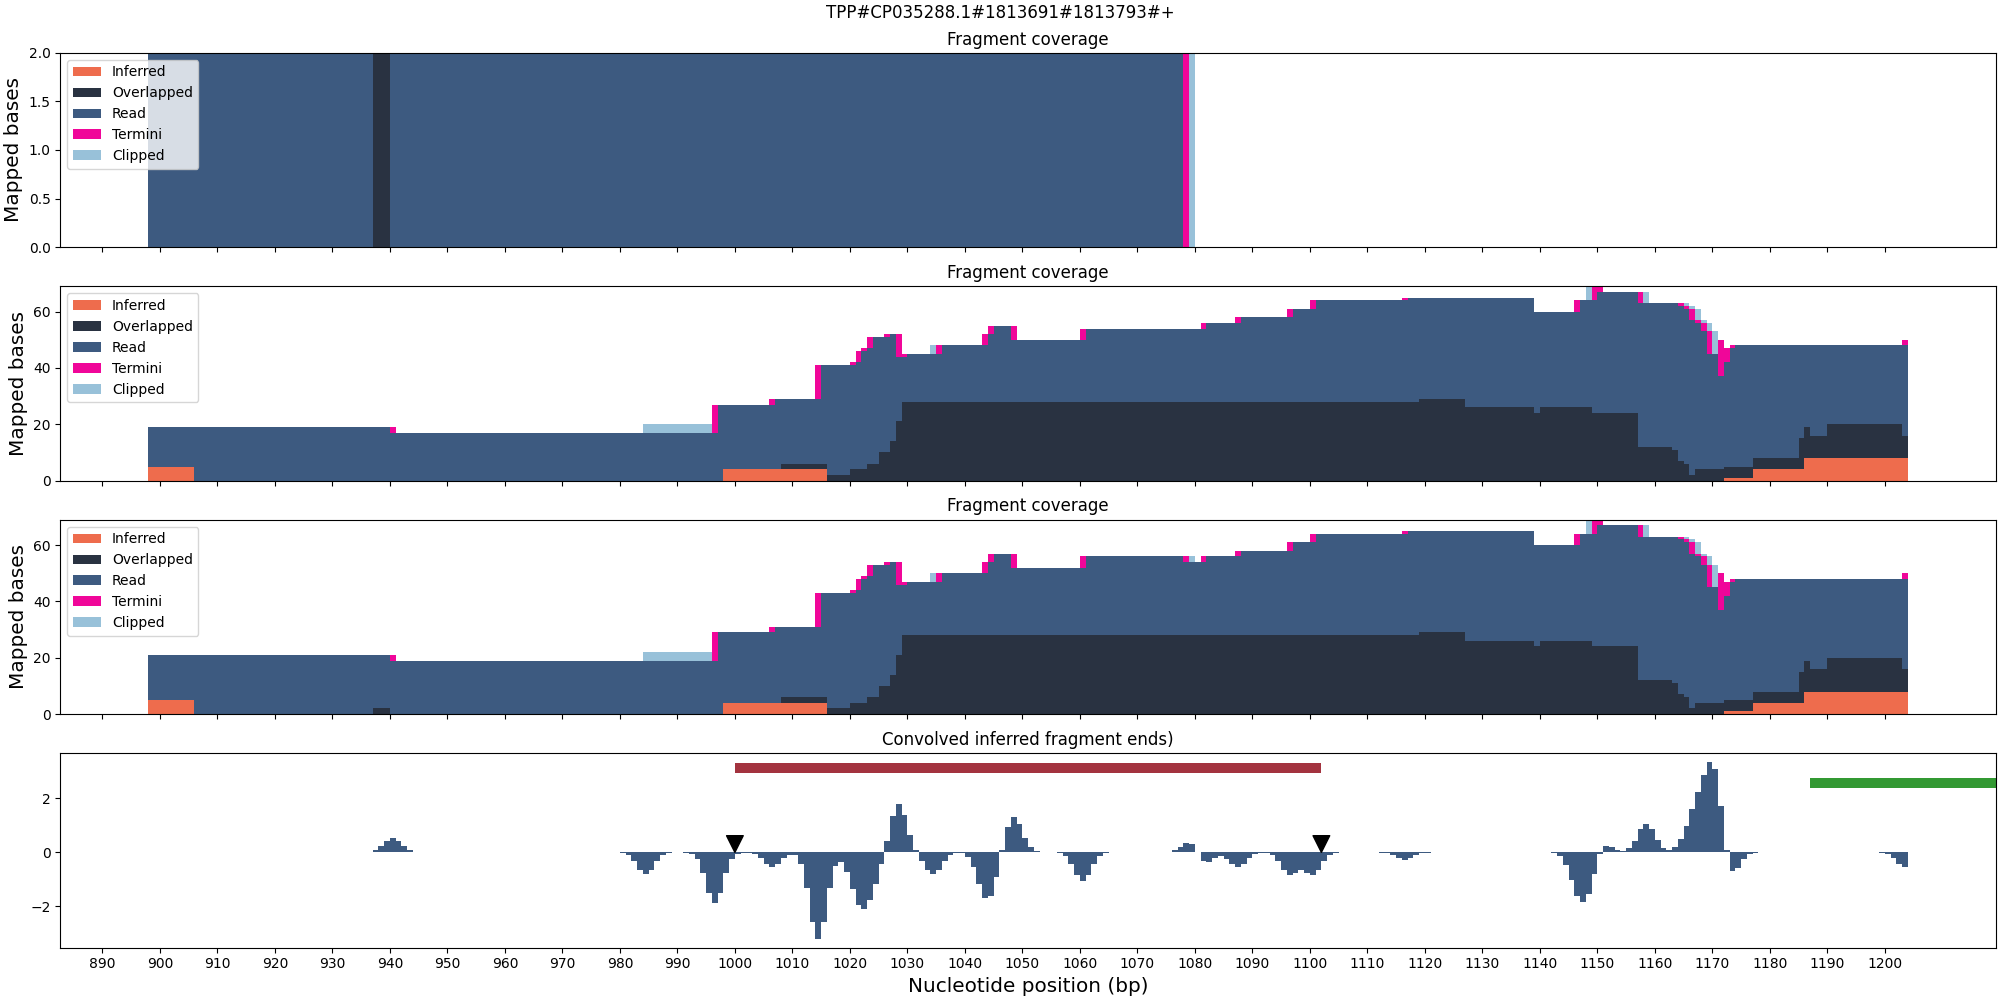 TPP#CP035288.1#1813691#1813793#+
Fragment coverage
Mapped bases
2.0
1.5
1.0
0.5
0.0
Inferred
Overlapped
Read
Termini
Clipped
Fragment coverage
Mapped bases
60
40
20
0
Inferred
Overlapped
Read
Termini
Clipped
Fragment coverage
Mapped bases
60
40
20
0
Inferred
Overlapped
Read
Termini
Clipped
Convolved inferred fragment ends)
2
0
−2
890 900 910 920 930 940 950 960 970 980 990 1000 1010 1020 1030 1040 1050 1060 1070 1080 1090 1100 1110 1120 1130 1140 1150 1160 1170 1180 1190 1200
Nucleotide position (bp)